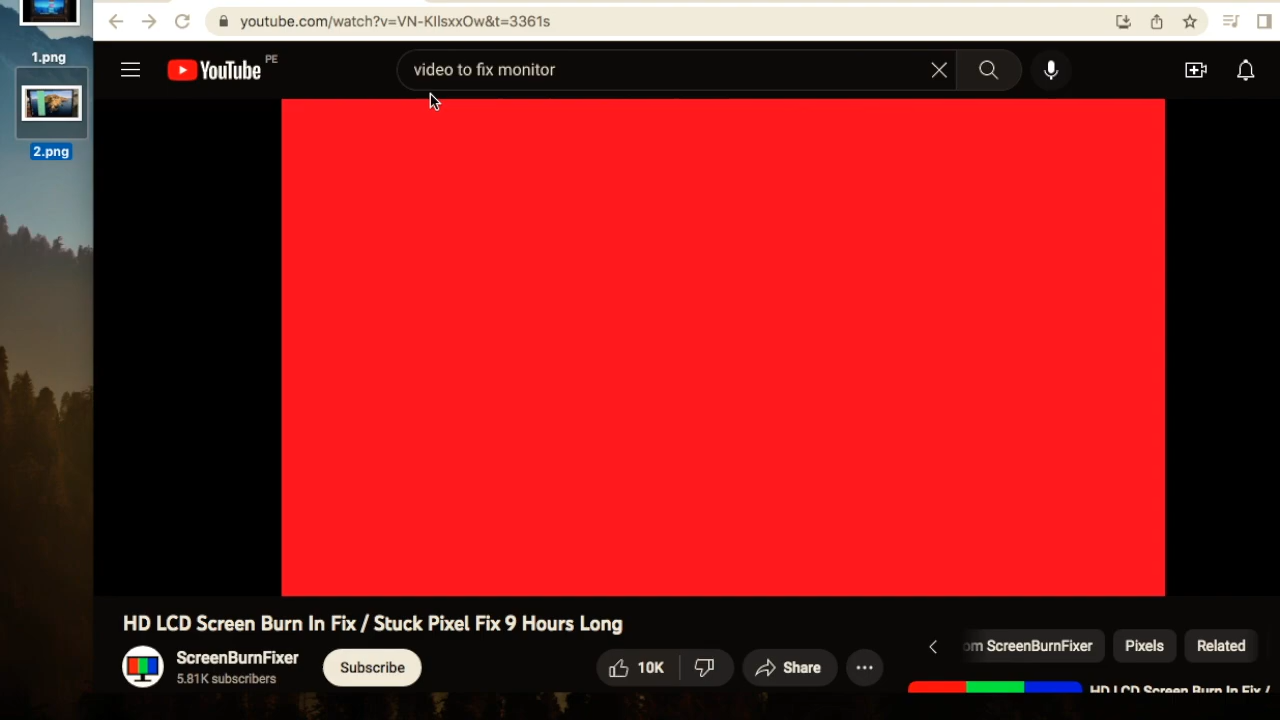 youtube.com/watch?v=VN-KIlsxxOw&t=3361s
1.png
YouTube PE
video to fix monitor
2.png
HD LCD Screen Burn In Fix / Stuck Pixel Fix 9 Hours Long
ScreenBurnFixer
5.81K subscribers
Subscribe
10K
Share
om ScreenBurnFixer
Pixels
Related
HD LCD Screen Burn In Fix /